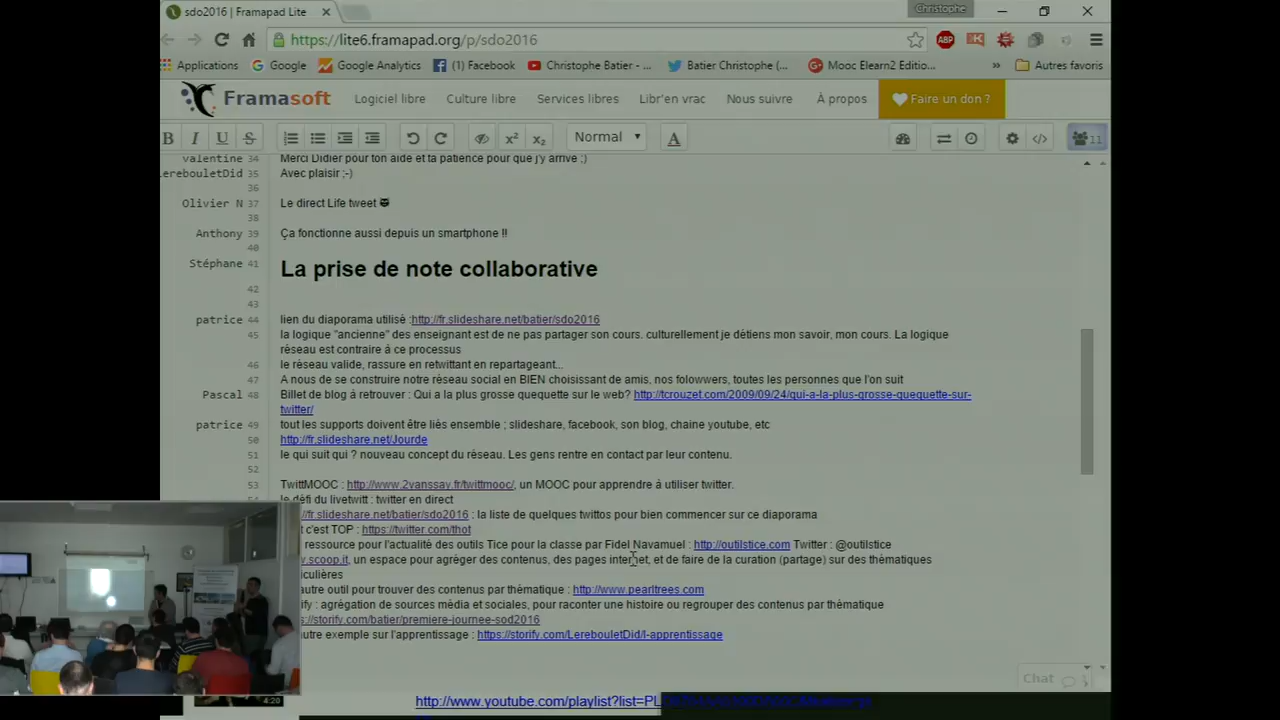 sdo2016 | Framapad Lite
Christophe
https://lite6.framapad.org/p/sdo2016
Applications Google Google Analytics (1) Facebook Christophe Batier - ... Batier Christophe (... Mooc Elearn2 Editio... » Autres favoris
Framasoft Logiciel libre Culture libre Services libres Libr'en vrac Nous suivre À propos Faire un don ?
B I U S x² x₂ Normal A 11
valentine 34 Merci Didier pour ton aide et ta patience pour que j'y arrive ;)
LerebouletDid 35 Avec plaisir ;-)
36
Olivier N 37 Le direct Life tweet
38
Anthony 39 Ça fonctionne aussi depuis un smartphone !!
40
Stéphane 41 La prise de note collaborative
42
43
patrice 44 lien du diaporama utilisé :http://fr.slideshare.net/batier/sdo2016
45 la logique "ancienne" des enseignant est de ne pas partager son cours. culturellement je détiens mon savoir, mon cours. La logique
réseau est contraire à ce processus
46 le réseau valide, rassure en retwittant en repartageant...
47 A nous de se construire notre réseau social en BIEN choisissant de amis, nos folowwers, toutes les personnes que l'on suit
Pascal 48 Billet de blog à retrouver : Qui a la plus grosse quequette sur le web? http://tcrouzet.com/2009/09/24/qui-a-la-plus-grosse-quequette-sur-
twitter/
patrice 49 tout les supports doivent être liés ensemble ; slideshare, facebook, son blog, chaine youtube, etc
50 http://fr.slideshare.net/Jourde
51 le qui suit qui ? nouveau concept du réseau. Les gens rentre en contact par leur contenu.
52
53 TwittMOOC : http://www.2vanssay.fr/twittmooc/, un MOOC pour apprendre à utiliser twitter.
54 le défi du livetwitt : twitter en direct
//fr.slideshare.net/batier/sdo2016 ; la liste de quelques twittos pour bien commencer sur ce diaporama
c'est TOP : https://twitter.com/thot
ressource pour l'actualité des outils Tice pour la classe par Fidel Navamuel : http://outilstice.com Twitter : @outilstice
.scoop.it, un espace pour agréger des contenus, des pages internet, et de faire de la curation (partage) sur des thèmatiques
iculières
autre outil pour trouver des contenus par thématique : http://www.pearltrees.com
ify : agrégation de sources média et sociales, pour raconter une histoire ou regrouper des contenus par thèmatique
s://storify.com/batier/premiere-journee-sod2016
autre exemple sur l'apprentissage : https://storify.com/LerebouletDid/l-apprentissage
Chat
4:20
http://www.youtube.com/playlist?list=PL